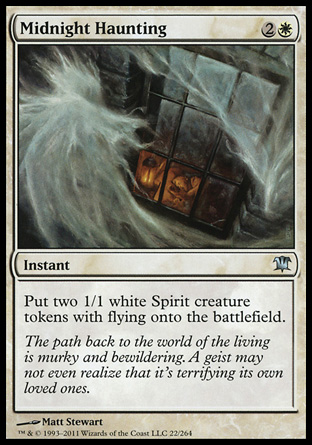 Midnight Haunting 2
Instant
Put two 1/1 white Spirit creature
tokens with flying onto the battlefield.
The path back to the world of the living
is murky and bewildering. A geist may
not even realize that it's terrifying its own
loved ones.
Matt Stewart
™ & © 1993–2011 Wizards of the Coast LLC 22/264